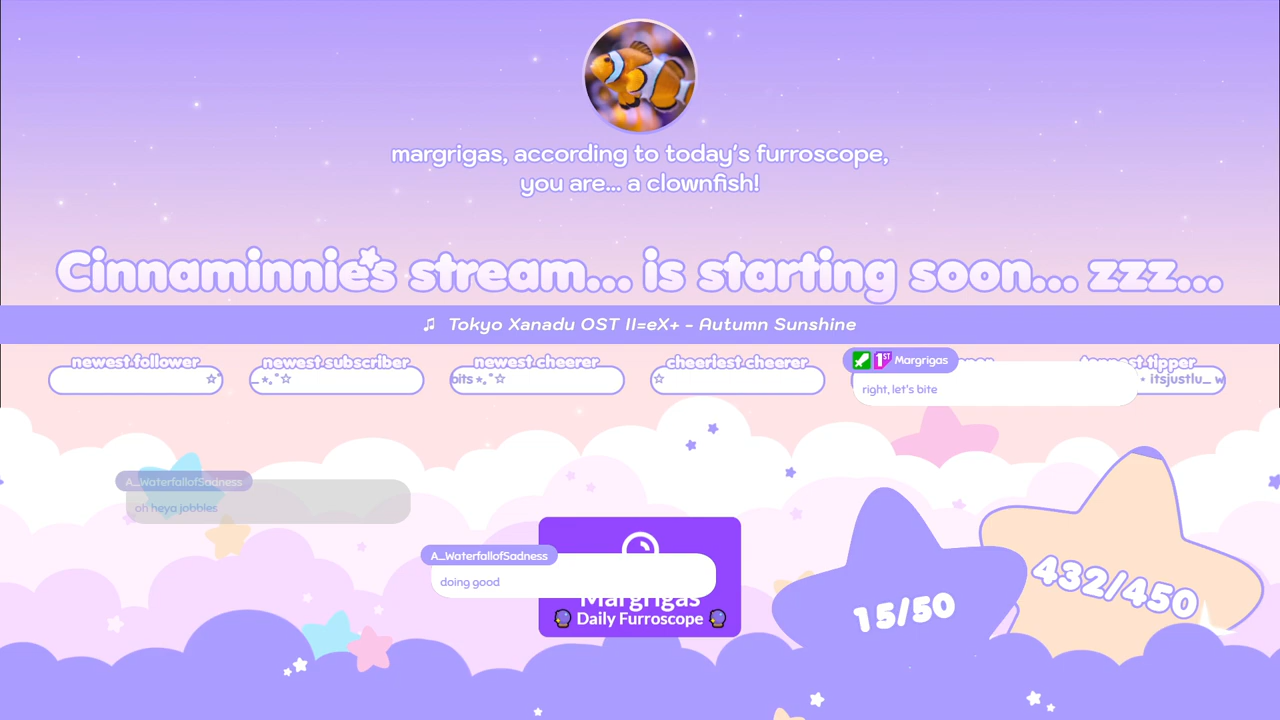 margrigas, according to today's furroscope,
you are... a clownfish!
Cinnaminnie's stream... is starting soon... zzz...
♫ Tokyo Xanadu OST II=eX+ - Autumn Sunshine
newest follower
newest subscriber
newest cheerer
cheeriest cheerer
tipper
☆
_⋆｡˚☆
bits ⋆｡˚☆
☆
⋆ itsjustlu_ w
1ST Margrigas
right, let's bite
A_WaterfallofSadness
oh heya jobbles
A_WaterfallofSadness
doing good
Margrigas
🔮 Daily Furroscope 🔮
15/50
432/450